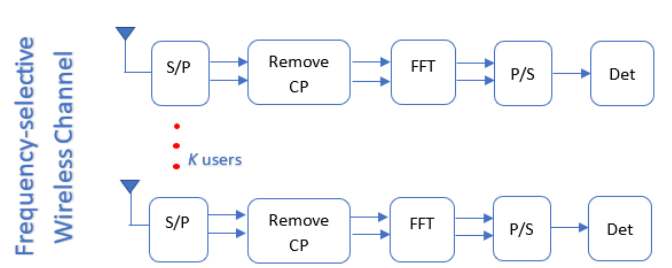 Frequency-selective
Wireless Channel
S/P
Remove
CP
FFT
P/S
Det
K users
S/P
Remove
CP
FFT
P/S
Det